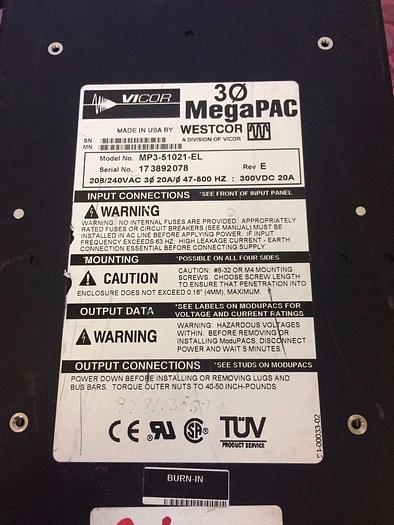 VICOR
3Ø
MegaPAC
MADE IN USA BY WESTCOR
A DIVISION OF VICOR
SN
MN
Model No. MP3-51021-EL
Serial No. 173892078 Rev E
208/240VAC 3Ø 20A/Ø 47-500 HZ : 300VDC 20A
INPUT CONNECTIONS *SEE FRONT OF INPUT PANEL
WARNING
WARNING: NO INTERNAL FUSES ARE PROVIDED. APPROPRIATELY
RATED FUSES OR CIRCUIT BREAKERS (SEE MANUAL) MUST BE
INSTALLED IN AC LINE BEFORE APPLYING POWER. IF INPUT
FREQUENCY EXCEEDS 63 HZ. HIGH LEAKAGE CURRENT - EARTH
CONNECTION ESSENTIAL BEFORE CONNECTING SUPPLY.
MOUNTING *POSSIBLE ON ALL FOUR SIDES
CAUTION
CAUTION: #8-32 OR M4 MOUNTING
SCREWS. CHOOSE SCREW LENGTH
TO ENSURE THAT PENETRATION INTO
ENCLOSURE DOES NOT EXCEED 0.16" (4MM), MAXIMUM.
OUTPUT DATA *SEE LABELS ON MODUPACS FOR
VOLTAGE AND CURRENT RATINGS
WARNING
WARNING: HAZARDOUS VOLTAGES
WITHIN. BEFORE REMOVING OR
INSTALLING ModuPACS, DISCONNECT
POWER AND WAIT 5 MINUTES.
OUTPUT CONNECTIONS *SEE STUDS ON MODUPACS
POWER DOWN BEFORE INSTALLING OR REMOVING LUGS AND
BUS BARS. TORQUE OUTER NUTS TO 40-50 INCH-POUNDS.
CE RU SA TÜV
PRODUCT SERVICE
BURN-IN